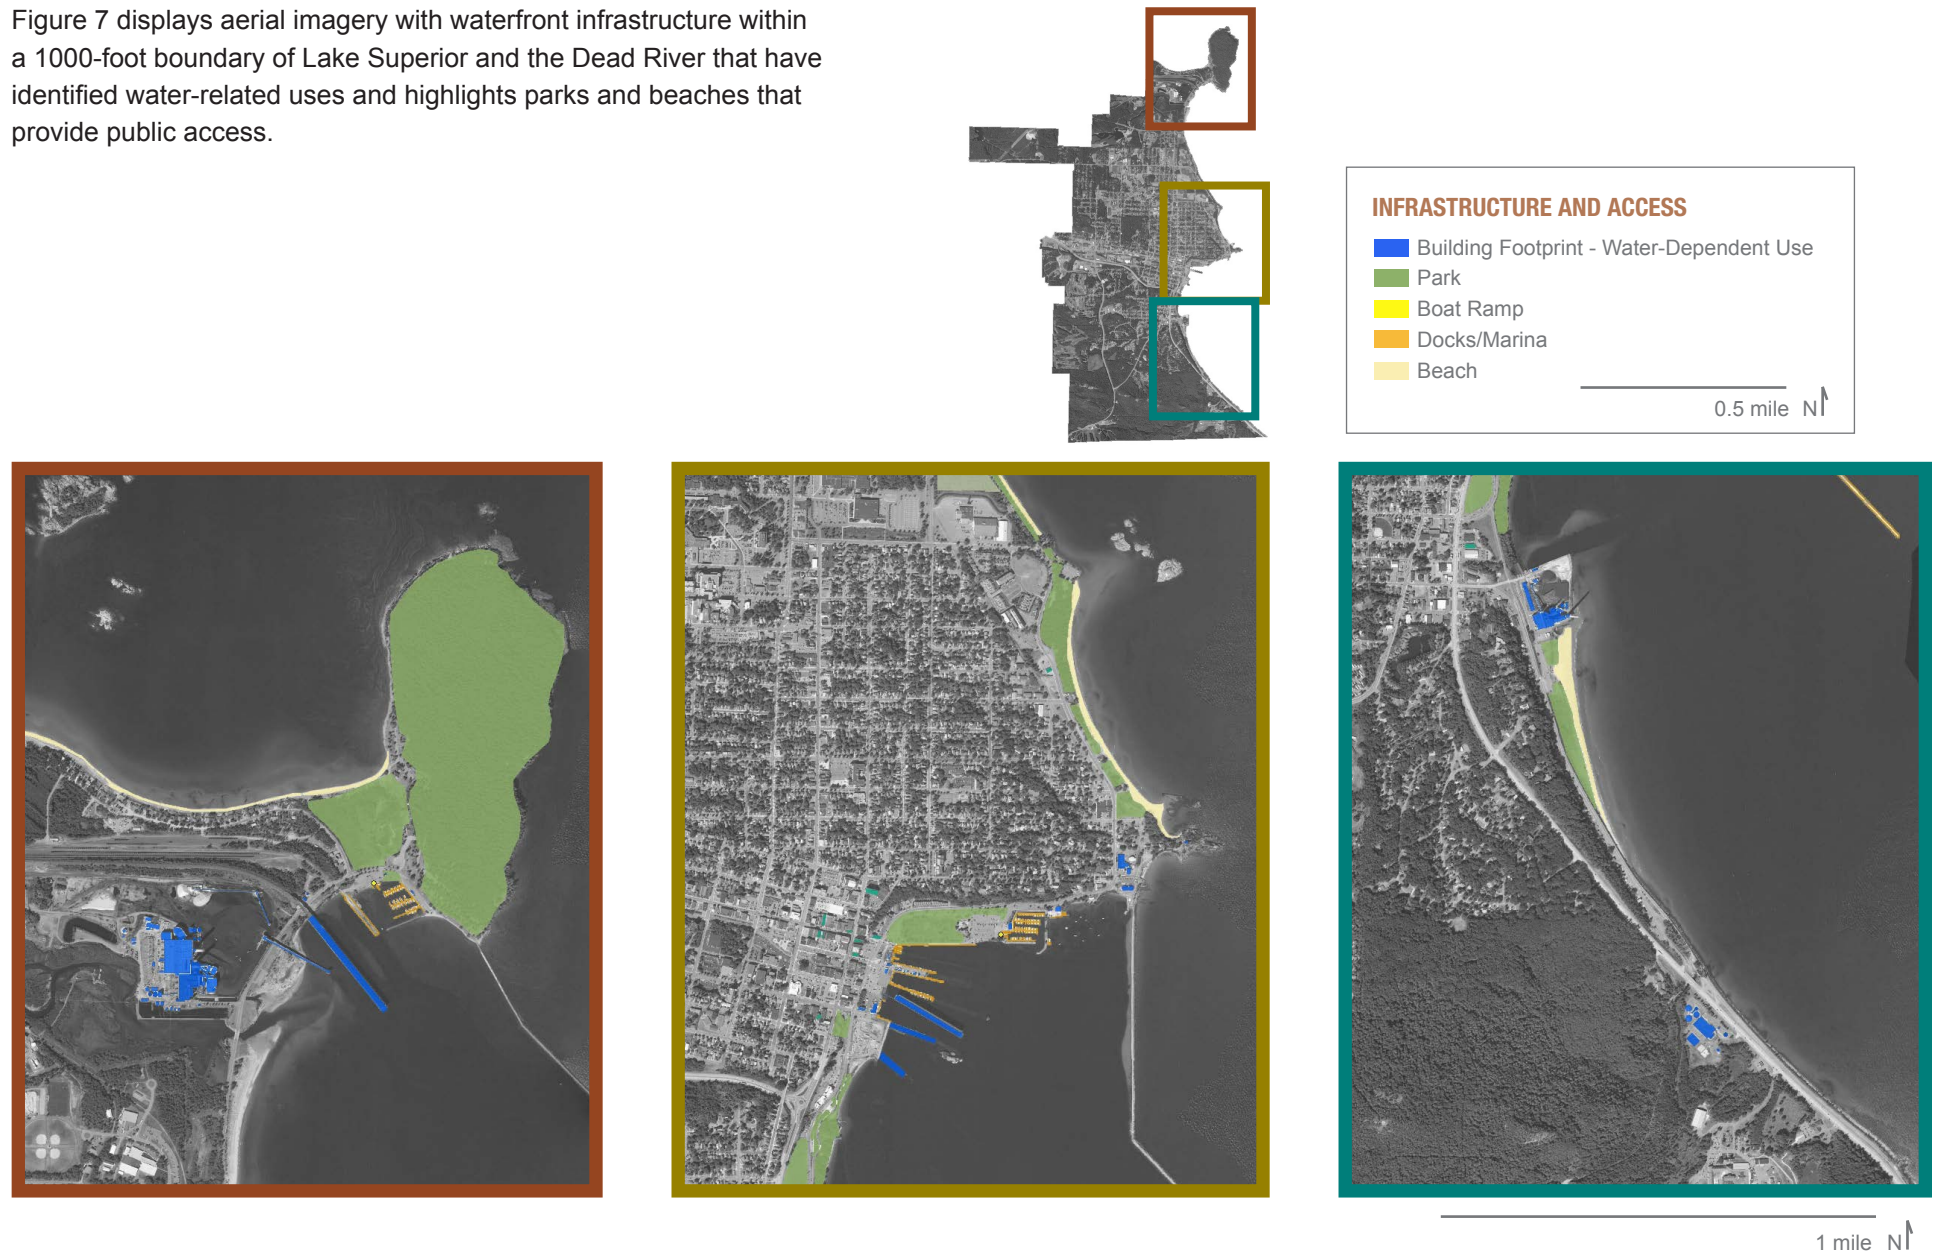 Figure 7 displays aerial imagery with waterfront infrastructure within
a 1000-foot boundary of Lake Superior and the Dead River that have
identified water-related uses and highlights parks and beaches that
provide public access.
INFRASTRUCTURE AND ACCESS
Building Footprint - Water-Dependent Use
Park
Boat Ramp
Docks/Marina
Beach
0.5 mile N
1 mile N